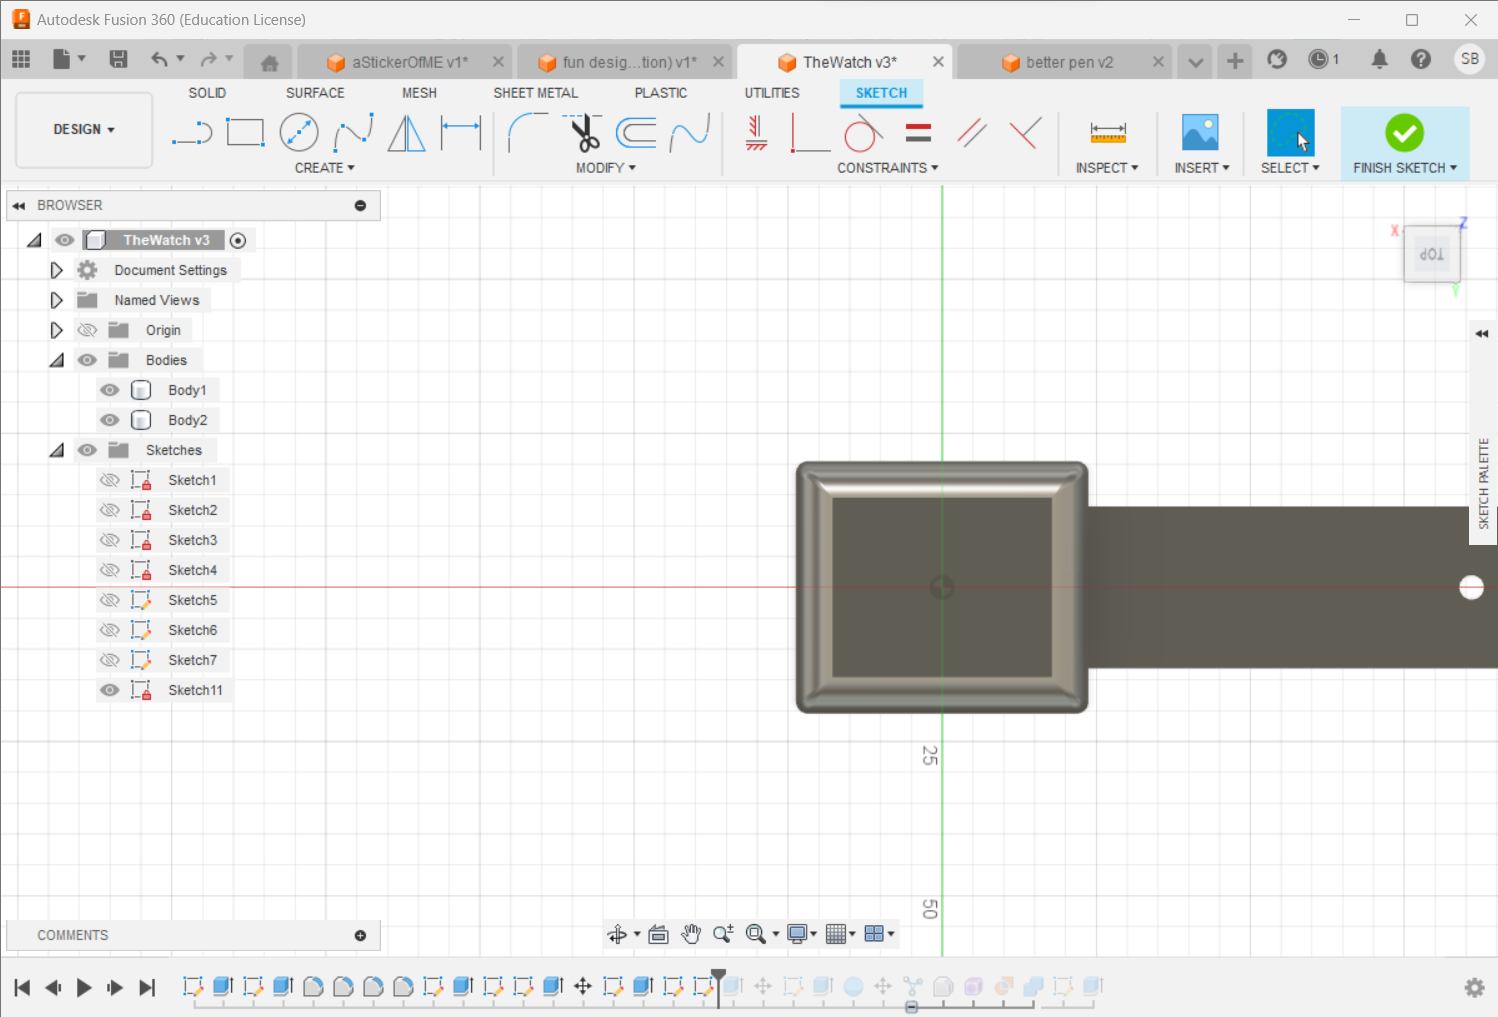 Autodesk Fusion 360 (Education License)
aStickerOfME v1*
fun desig...tion) v1*
TheWatch v3*
better pen v2
1
SB
DESIGN
SOLID
SURFACE
MESH
SHEET METAL
PLASTIC
UTILITIES
SKETCH
CREATE
MODIFY
CONSTRAINTS
INSPECT
INSERT
SELECT
FINISH SKETCH
BROWSER
TheWatch v3
Document Settings
Named Views
Origin
Bodies
Body1
Body2
Sketches
Sketch1
Sketch2
Sketch3
Sketch4
Sketch5
Sketch6
Sketch7
Sketch11
X
Z
TOP
Y
SKETCH PALETTE
25
50
COMMENTS